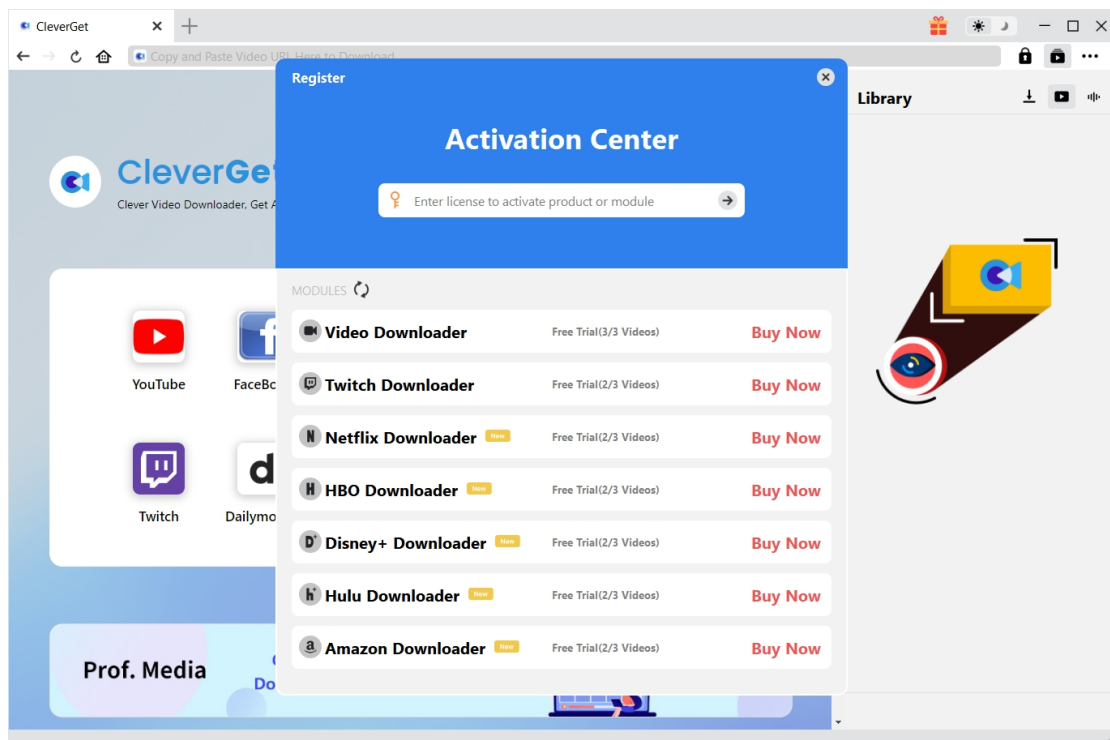 CleverGet
Copy and Paste Video URL Here to Download
Register
Library
Activation Center
CleverGet
Clever Video Downloader, Get A
Enter license to activate product or module
MODULES
Video Downloader Free Trial(3/3 Videos) Buy Now
Twitch Downloader Free Trial(2/3 Videos) Buy Now
YouTube
FaceBo
Netflix Downloader New Free Trial(2/3 Videos) Buy Now
HBO Downloader New Free Trial(2/3 Videos) Buy Now
Twitch
Dailymo
Disney+ Downloader New Free Trial(2/3 Videos) Buy Now
Hulu Downloader New Free Trial(2/3 Videos) Buy Now
Amazon Downloader New Free Trial(2/3 Videos) Buy Now
Prof. Media
Do